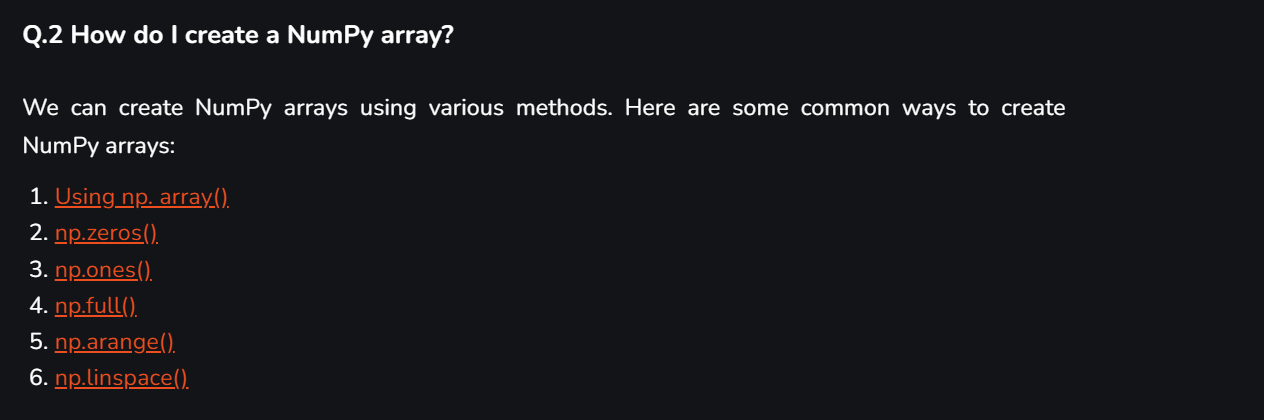 Q.2 How do I create a NumPy array?
We can create NumPy arrays using various methods. Here are some common ways to create
NumPy arrays:
1. Using np. array()
2. np.zeros()
3. np.ones()
4. np.full()
5. np.arange()
6. np.linspace()